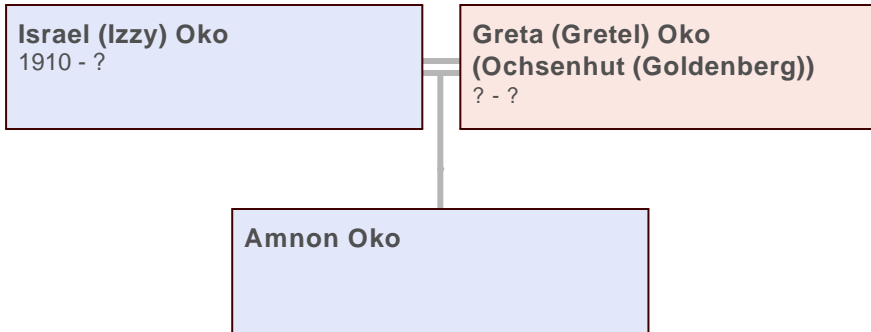 Israel (Izzy) Oko
1910 - ?
Greta (Gretel) Oko
(Ochsenhut (Goldenberg))
? - ?
Amnon Oko